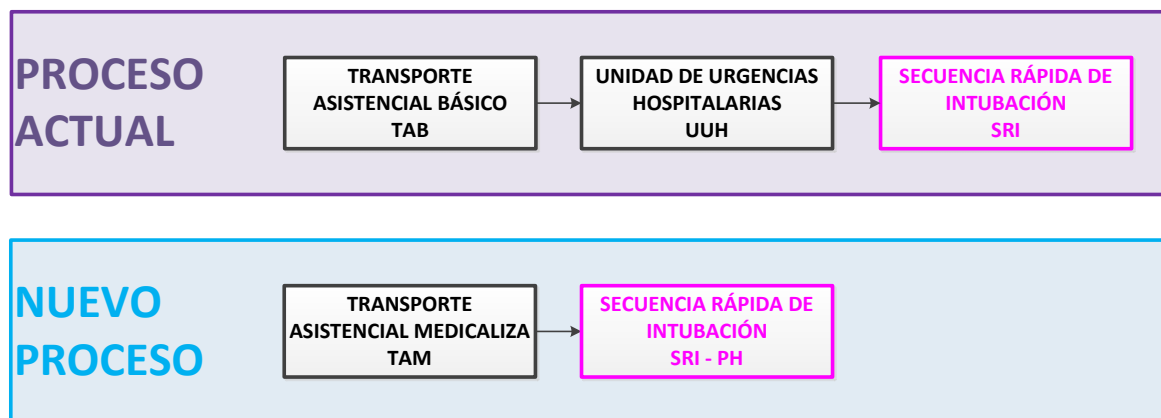 PROCESO
ACTUAL
TRANSPORTE
ASISTENCIAL BÁSICO
TAB
UNIDAD DE URGENCIAS
HOSPITALARIAS
UUH
SECUENCIA RÁPIDA DE
INTUBACIÓN
SRI
NUEVO
PROCESO
TRANSPORTE
ASISTENCIAL MEDICALIZA
TAM
SECUENCIA RÁPIDA DE
INTUBACIÓN
SRI - PH